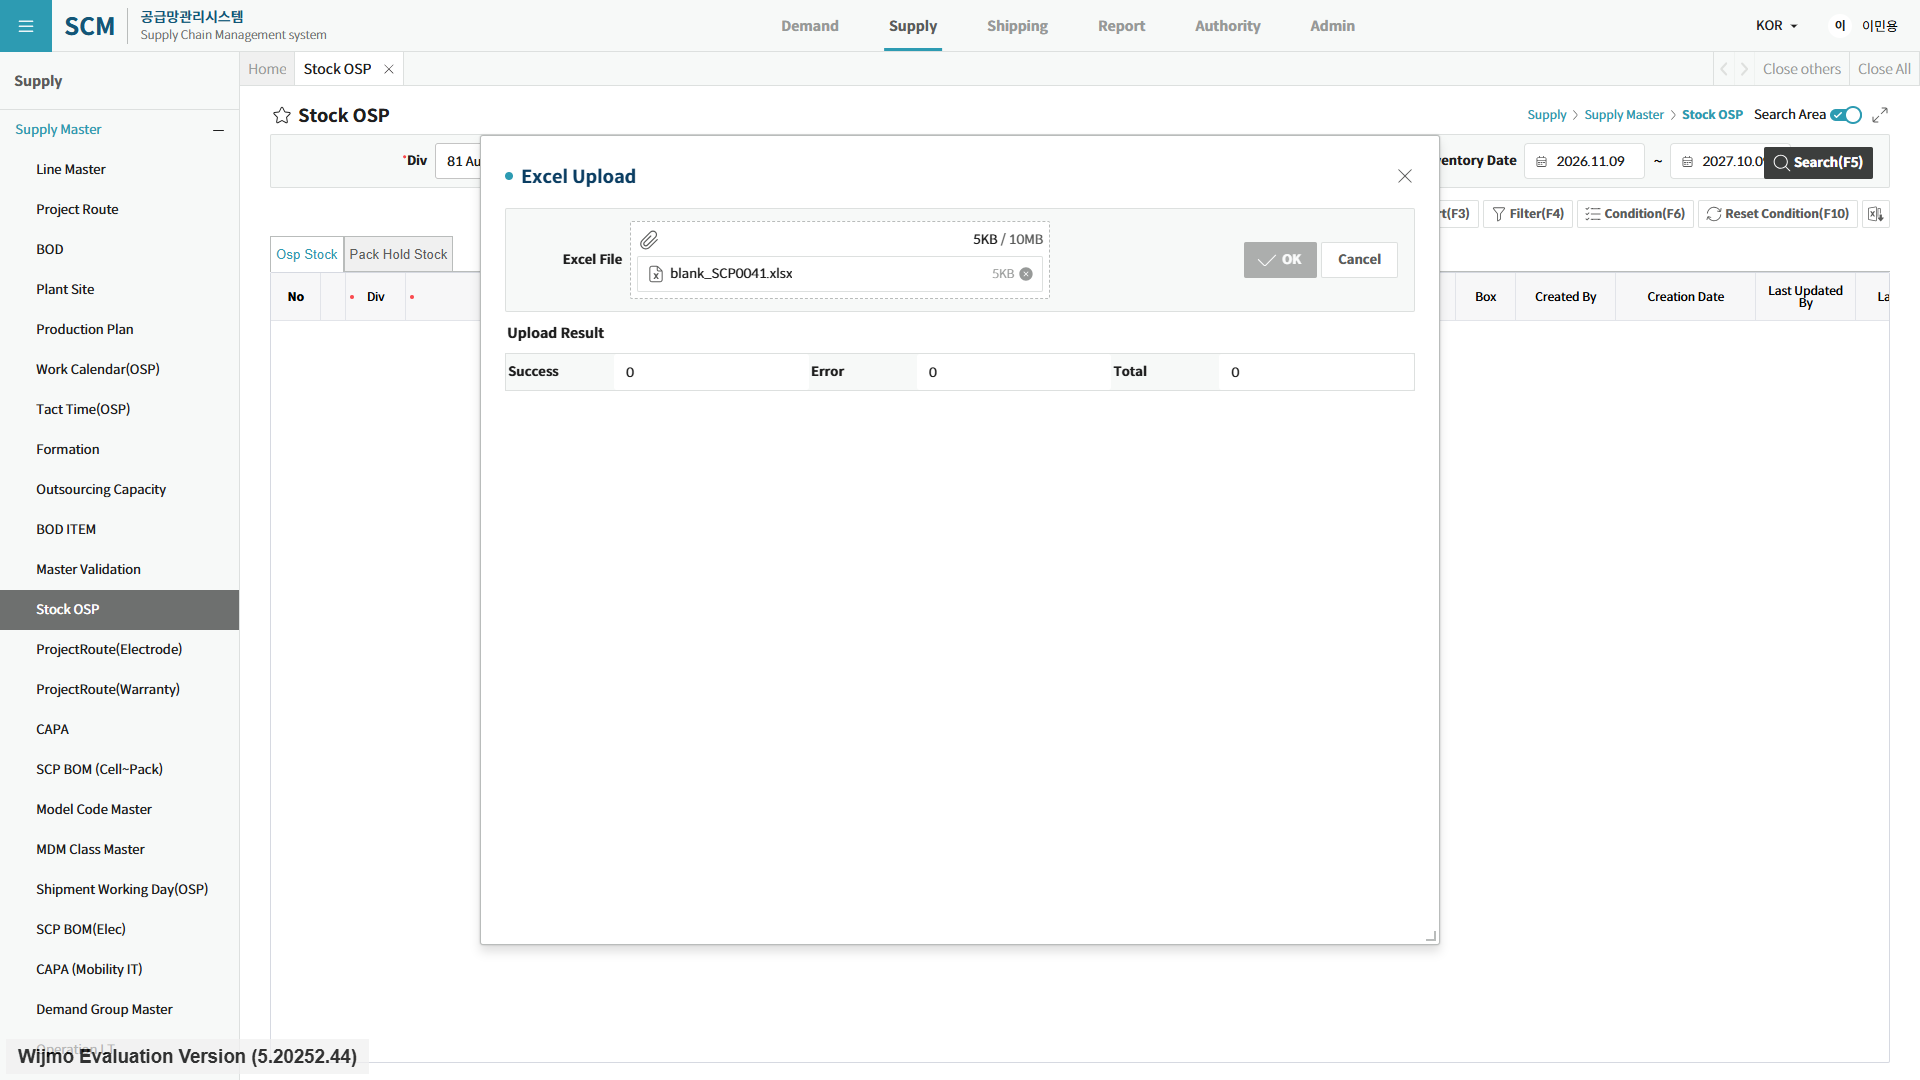 SCM
공급망관리시스템
Supply Chain Management system
Demand
Supply
Shipping
Report
Authority
Admin
KOR
이
이민용
Supply
Home
Stock OSP
Close others
Close All
Supply Master
Line Master
Project Route
BOD
Plant Site
Production Plan
Work Calendar(OSP)
Tact Time(OSP)
Formation
Outsourcing Capacity
BOD ITEM
Master Validation
Stock OSP
ProjectRoute(Electrode)
ProjectRoute(Warranty)
CAPA
SCP BOM (Cell~Pack)
Model Code Master
MDM Class Master
Shipment Working Day(OSP)
SCP BOM(Elec)
CAPA (Mobility IT)
Demand Group Master
Stock OSP
Supply > Supply Master > Stock OSP
Search Area
*Div
81 Au
entory Date
2026.11.09
~
2027.10.0
Search(F5)
t(F3)
Filter(F4)
Condition(F6)
Reset Condition(F10)
Osp Stock
Pack Hold Stock
No
Div
Box
Created By
Creation Date
Last Updated By
La
Excel Upload
Excel File
5KB / 10MB
blank_SCP0041.xlsx
5KB
OK
Cancel
Upload Result
Success
0
Error
0
Total
0
Wijmo Evaluation Version (5.20252.44)